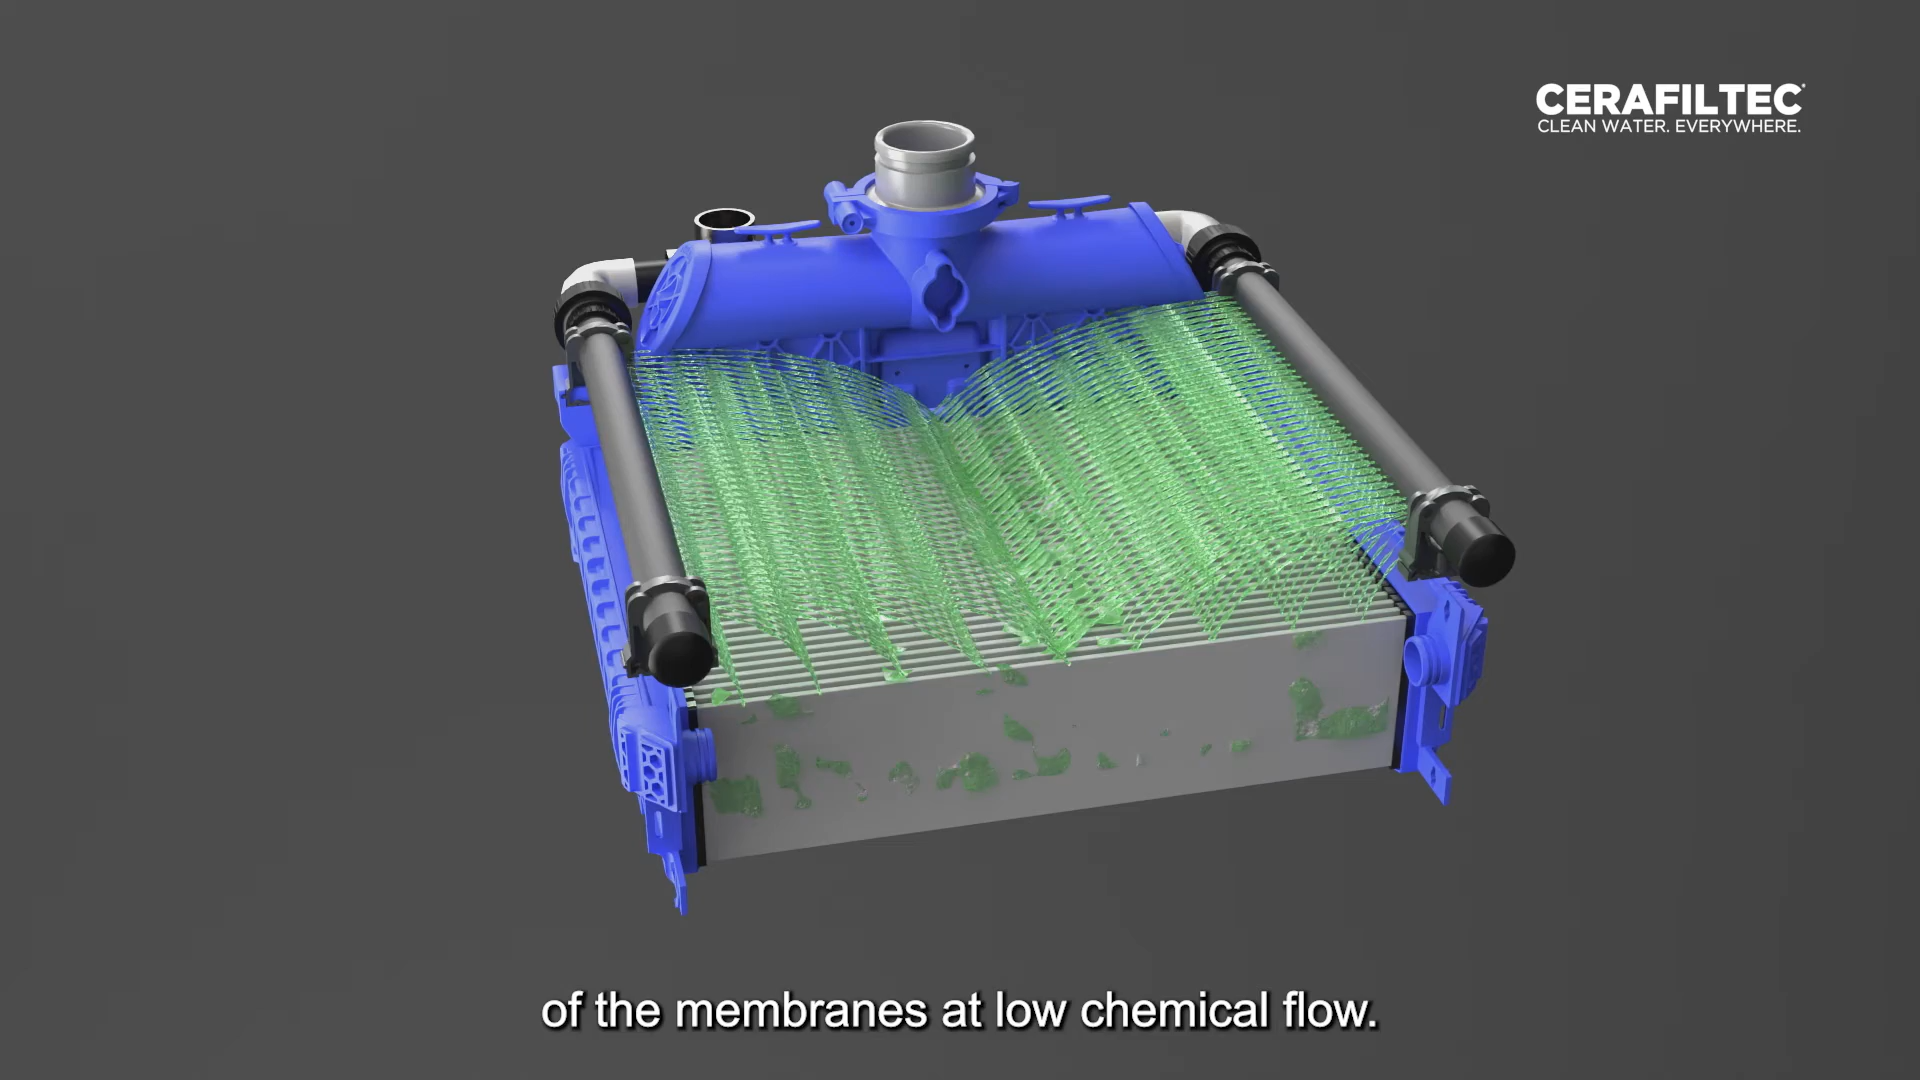 CERAFILTEC
CLEAN WATER. EVERYWHERE.
of the membranes at low chemical flow.